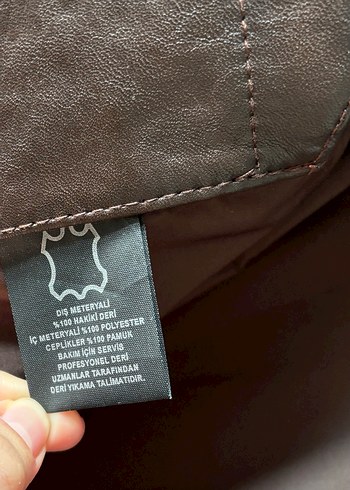 DIŞ METERYALİ
%100 HAKİKİ DERİ
İÇ METERYALİ %100 POLYESTER
CEPLİKLER %100 PAMUK
BAKIM İÇİN SERVİS
PROFESYONEL DERİ
UZMANLAR TARAFINDAN
DERİ YIKAMA TALİMATIDIR.